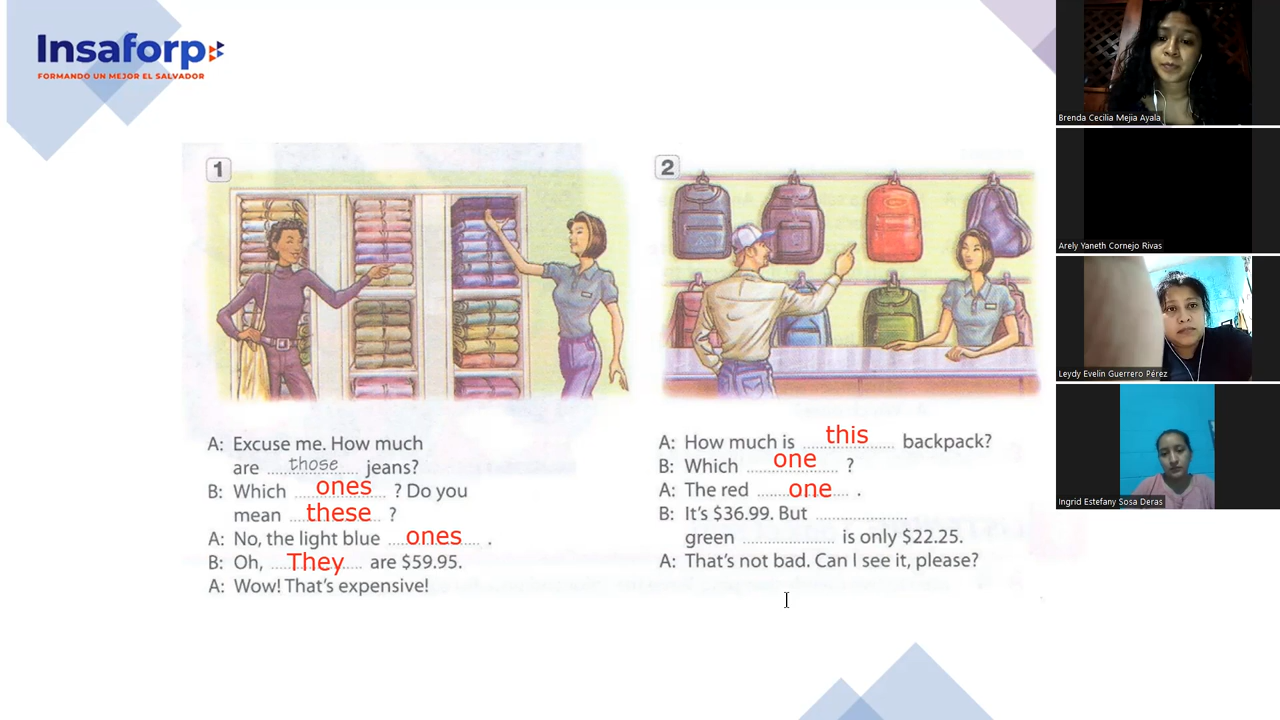 Insaforp
FORMANDO UN MEJOR EL SALVADOR
1
A: Excuse me. How much
are those jeans?
B: Which ones ? Do you
mean these ?
A: No, the light blue ones .
B: Oh, They are $59.95.
A: Wow! That's expensive!
2
A: How much is this backpack?
B: Which one ?
A: The red one .
B: It's $36.99. But ..................
green .................. is only $22.25.
A: That's not bad. Can I see it, please?
Brenda Cecilia Mejia Ayala
Arely Yaneth Cornejo Rivas
Leydy Evelin Guerrero Pérez
Ingrid Estefany Sosa Deras